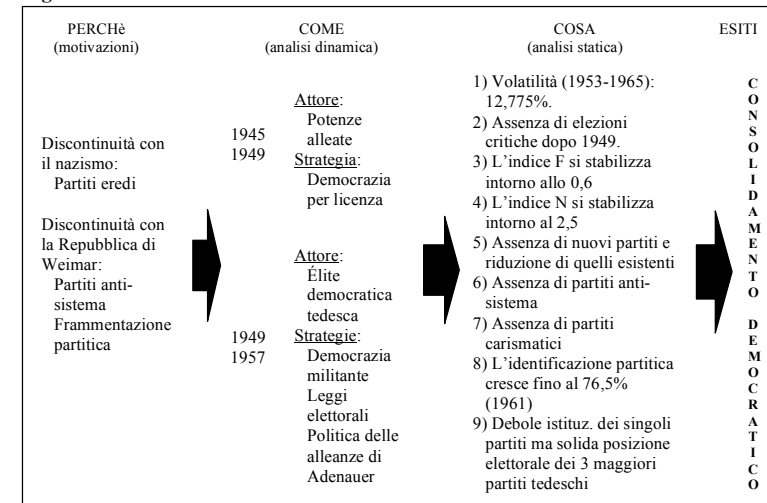 PERCHè
(motivazioni)
Discontinuità con
il nazismo:
Partiti eredi
Discontinuità con
la Repubblica di
Weimar:
Partiti anti-
sistema
Frammentazione
partitica
COME
(analisi dinamica)
1945
1949
Attore:
Potenze
alleate
Strategia:
Democrazia
per licenza
1949
1957
Attore:
Élite
democratica
tedesca
Strategie:
Democrazia
militante
Leggi
elettorali
Politica delle
alleanze di
Adenauer
COSA
(analisi statica)
1) Volatilità (1953-1965):
12,775%.
2) Assenza di elezioni
critiche dopo 1949.
3) L'indice F si stabilizza
intorno allo 0,6
4) L'indice N si stabilizza
intorno al 2,5
5) Assenza di nuovi partiti e
riduzione di quelli esistenti
6) Assenza di partiti anti-
sistema
7) Assenza di partiti
carismatici
8) L'identificazione partitica
cresce fino al 76,5%
(1961)
9) Debole istituz. dei singoli
partiti ma solida posizione
elettorale dei 3 maggiori
partiti tedeschi
ESITI
CONSOLIDAMENTO
DEMOCRATICO